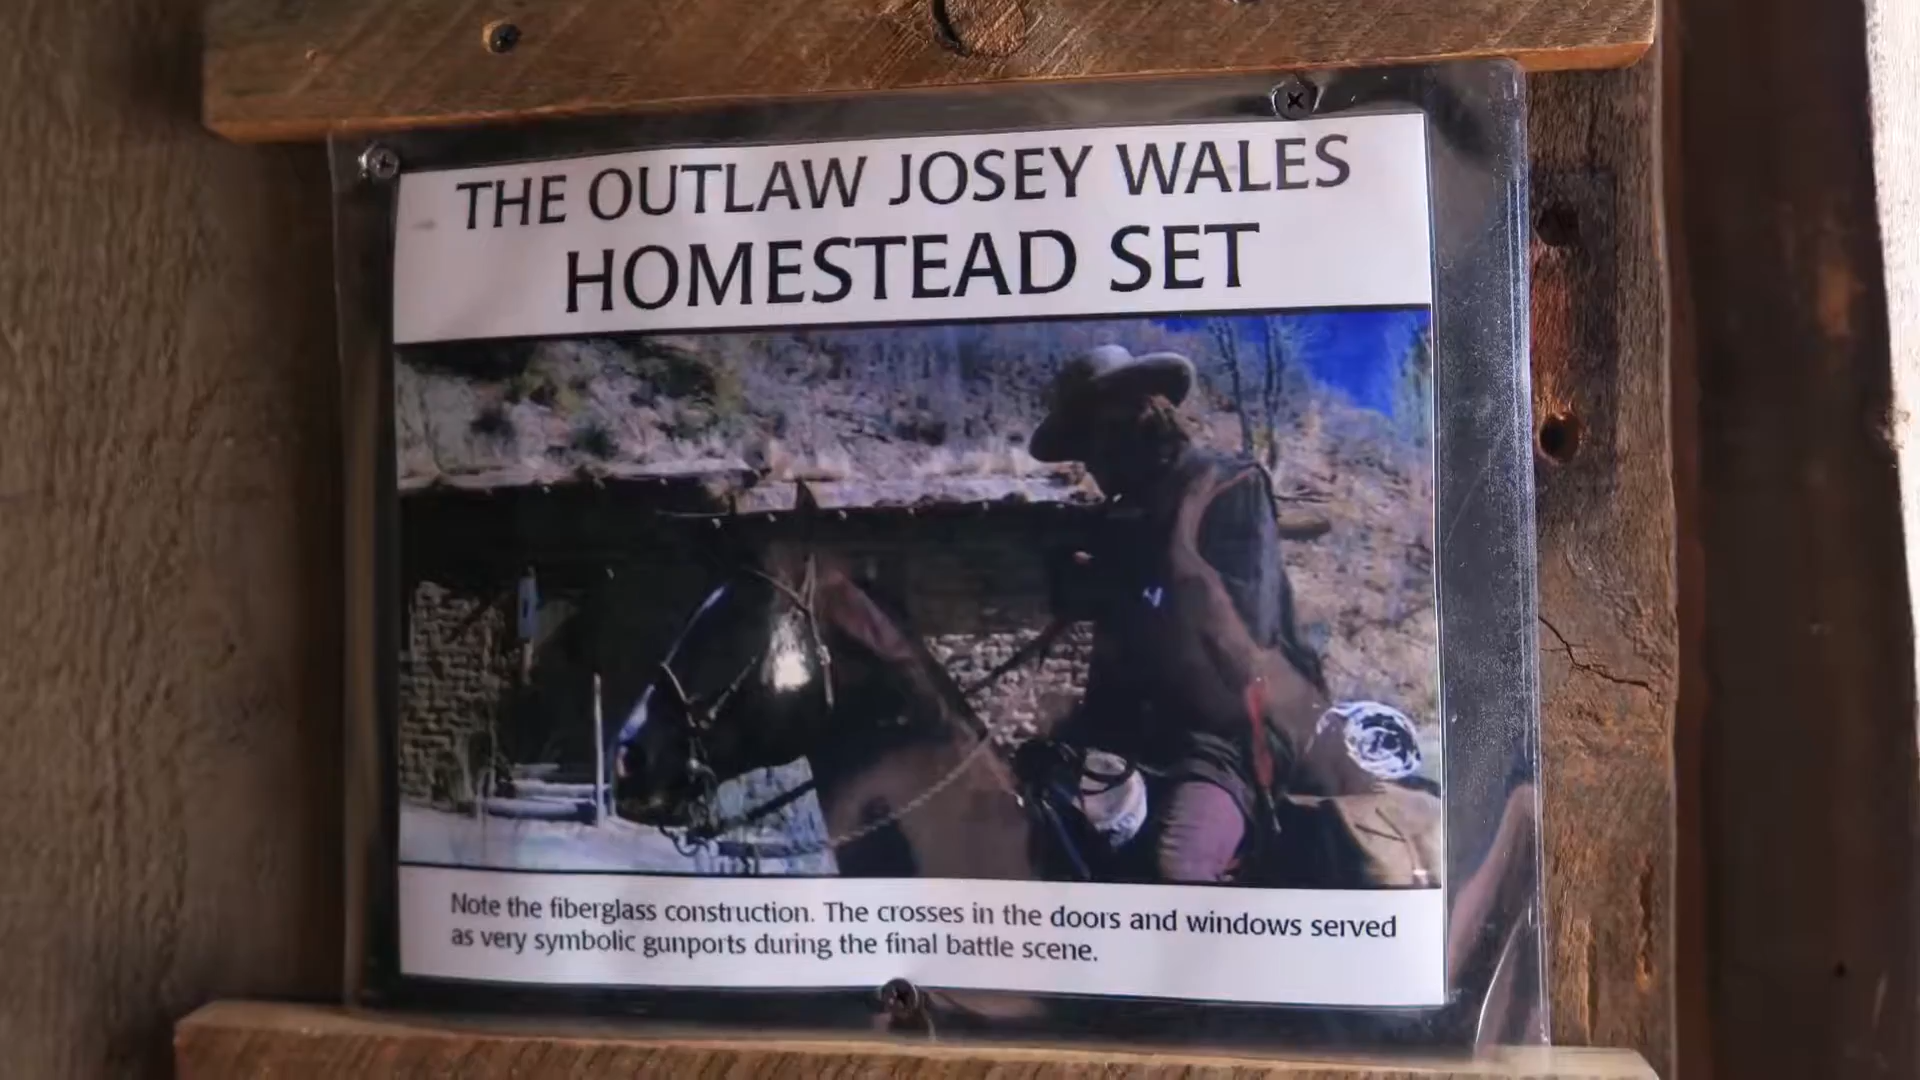 THE OUTLAW JOSEY WALES
HOMESTEAD SET
Note the fiberglass construction. The crosses in the doors and windows served
as very symbolic gunports during the final battle scene.